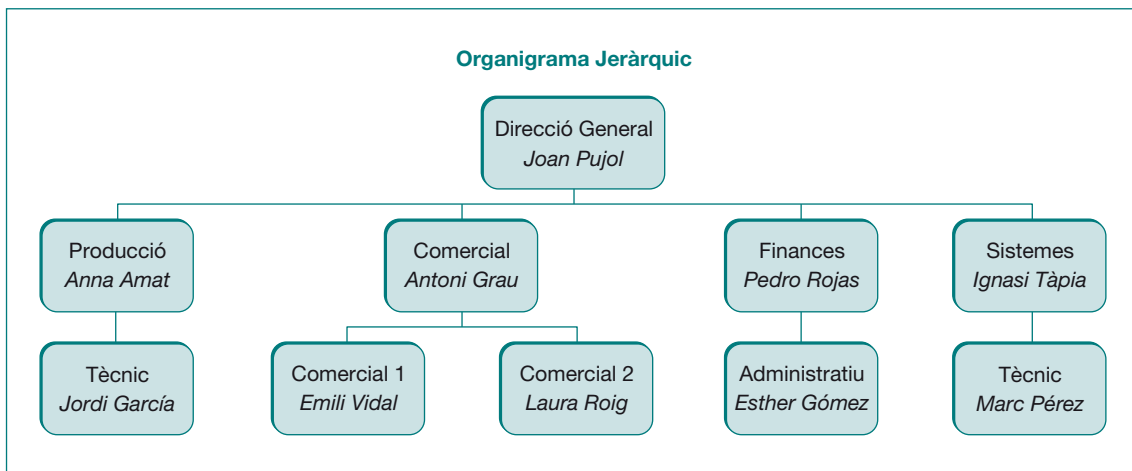 Organigrama Jeràrquic
Direcció General
Joan Pujol
Producció
Anna Amat
Comercial
Antoni Grau
Finances
Pedro Rojas
Sistemes
Ignasi Tàpia
Tècnic
Jordi García
Comercial 1
Emili Vidal
Comercial 2
Laura Roig
Administratiu
Esther Gómez
Tècnic
Marc Pérez